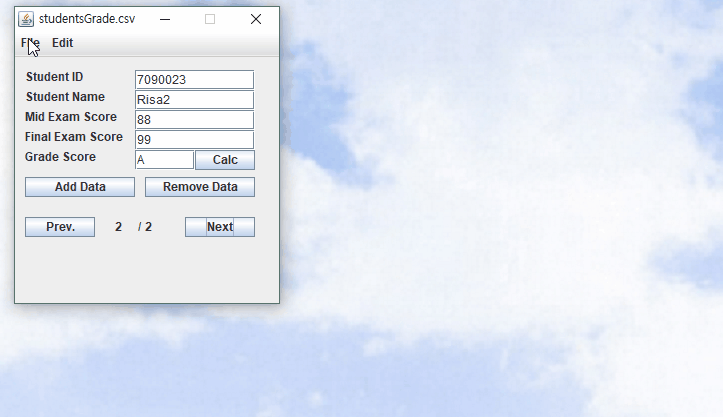 studentsGrade.csv
File Edit
Student ID 7090023
Student Name Risa2
Mid Exam Score 88
Final Exam Score 99
Grade Score A Calc
Add Data Remove Data
Prev. 2 / 2 Next